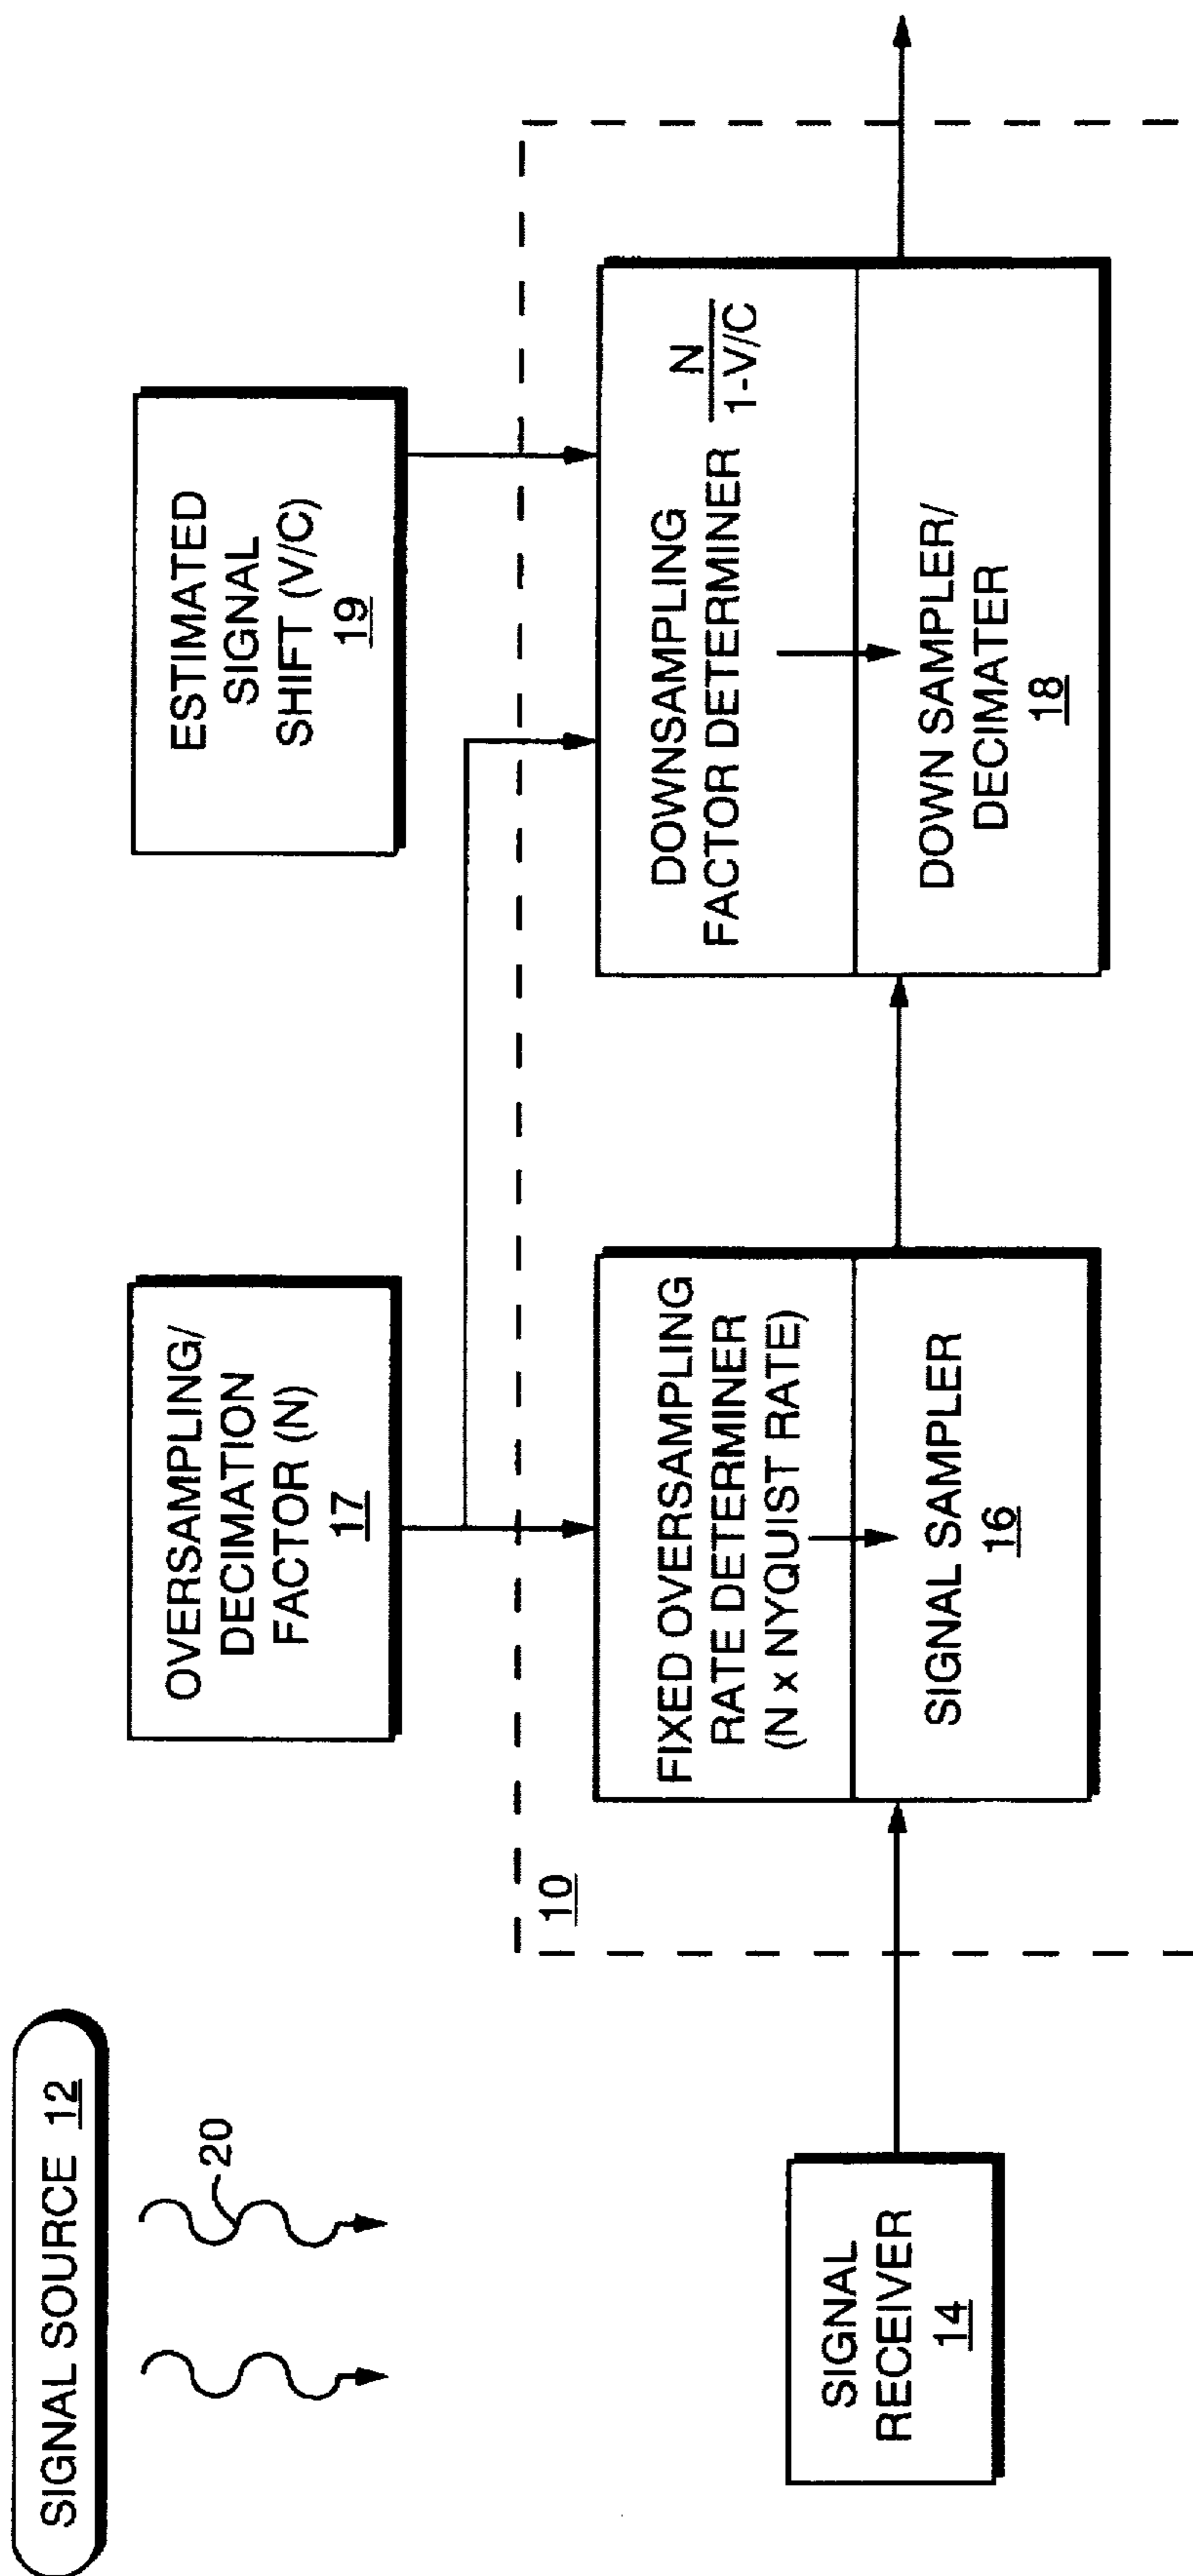 SIGNAL SOURCE 12
20
SIGNAL
RECEIVER
14
10
OVERSAMPLING/
DECIMATION
FACTOR (N)
17
FIXED OVERSAMPLING
RATE DETERMINER
(N x NYQUIST RATE)
SIGNAL SAMPLER
16
ESTIMATED
SIGNAL
SHIFT (V/C)
19
DOWNSAMPLING
FACTOR DETERMINER
N
1-V/C
DOWN SAMPLER/
DECIMATER
18